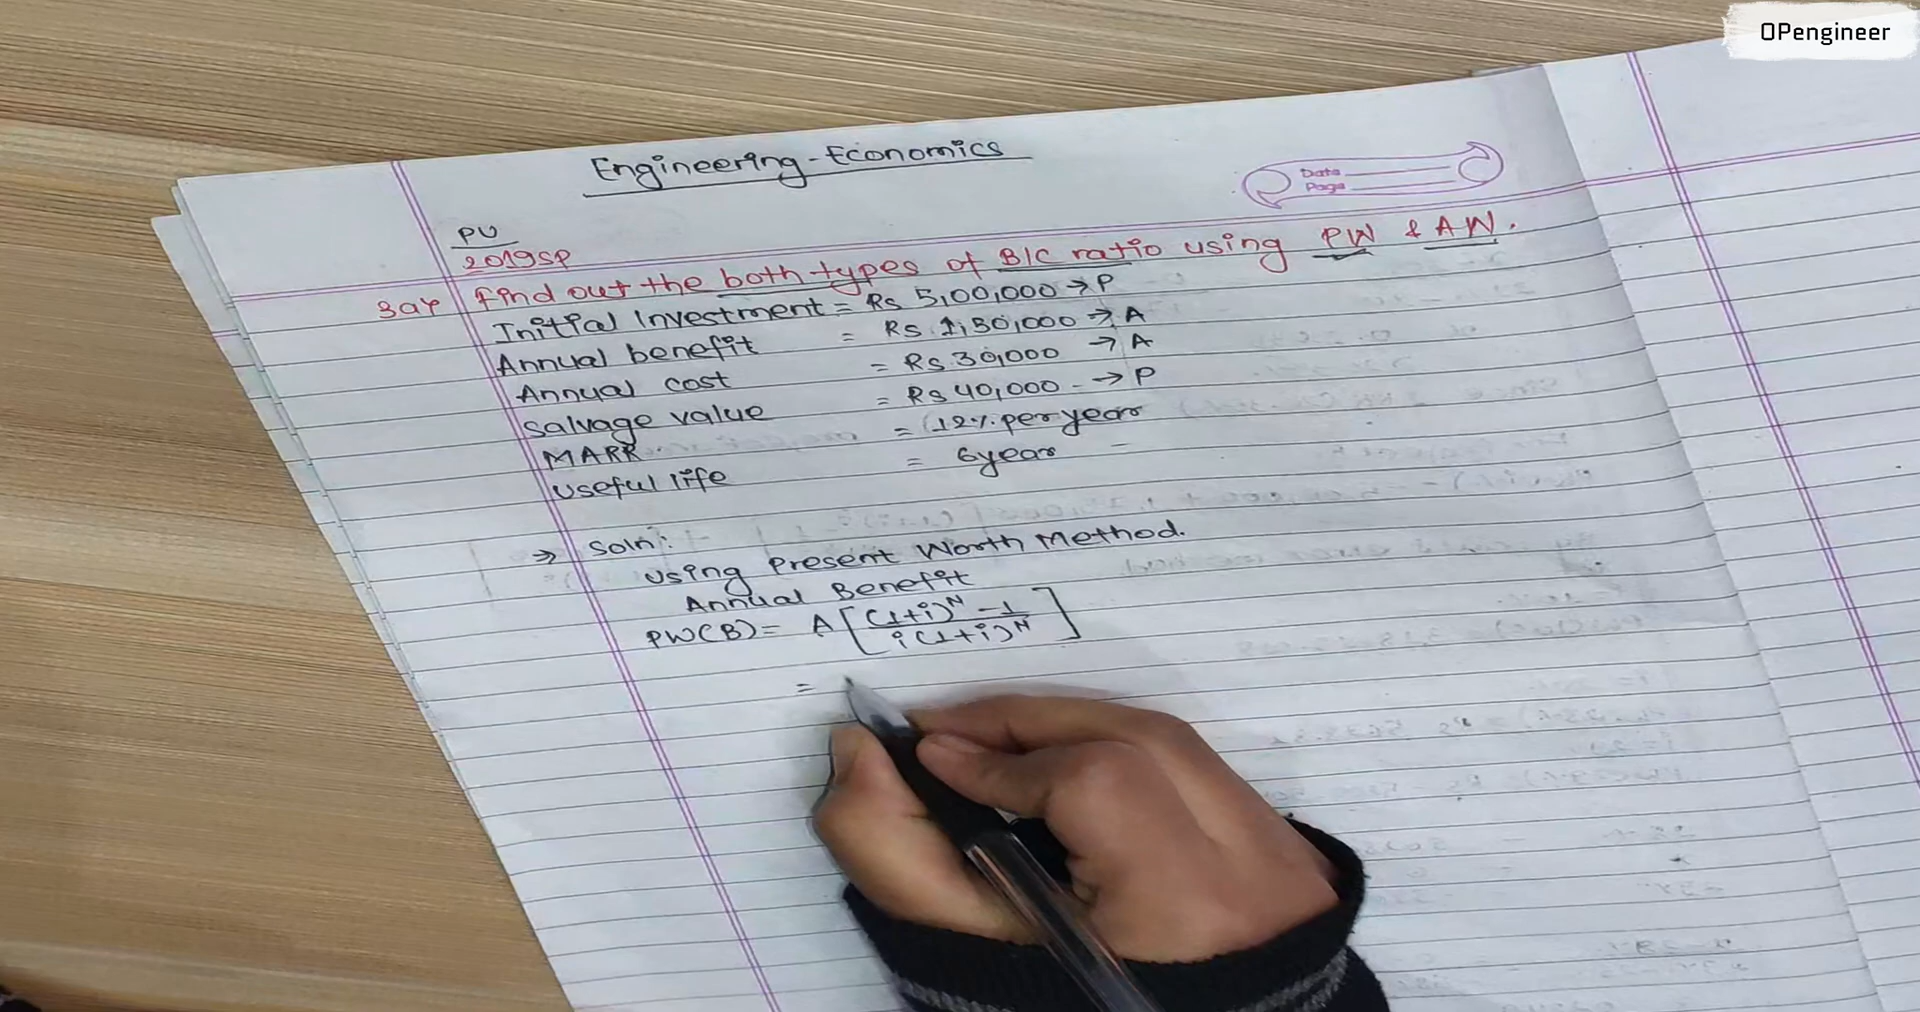 OPengineer
Engineering-Economics
Date
Page
PU
2019SP
3a) Find out the both types of B/C ratio using PW & AW.
Initial Investment = Rs 5,00,000 → P
Annual benefit = Rs 1,30,000 → A
Annual cost = Rs. 30,000 → A
Salvage value = Rs 40,000 → P
MARR = 12% per year
Useful life = 6 year
⇒ Soln:
Using Present Worth Method.
Annual Benefit
PW(B) = A [ (1+i)^N - 1 / i(1+i)^N ]
=